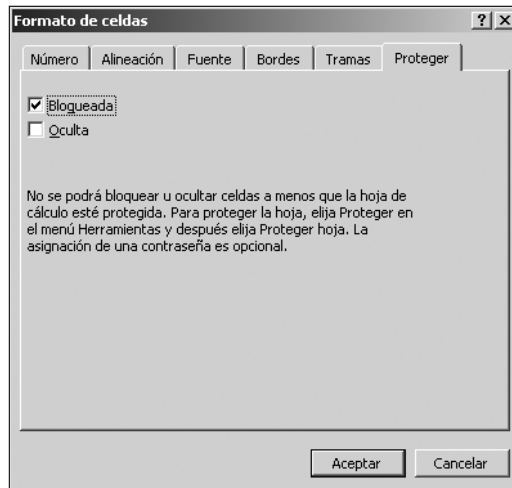 Formato de celdas
Número Alineación Fuente Bordes Tramas Proteger
Bloqueada
Oculta
No se podrá bloquear u ocultar celdas a menos que la hoja de
cálculo esté protegida. Para proteger la hoja, elija Proteger en
el menú Herramientas y después elija Proteger hoja. La
asignación de una contraseña es opcional.
Aceptar Cancelar